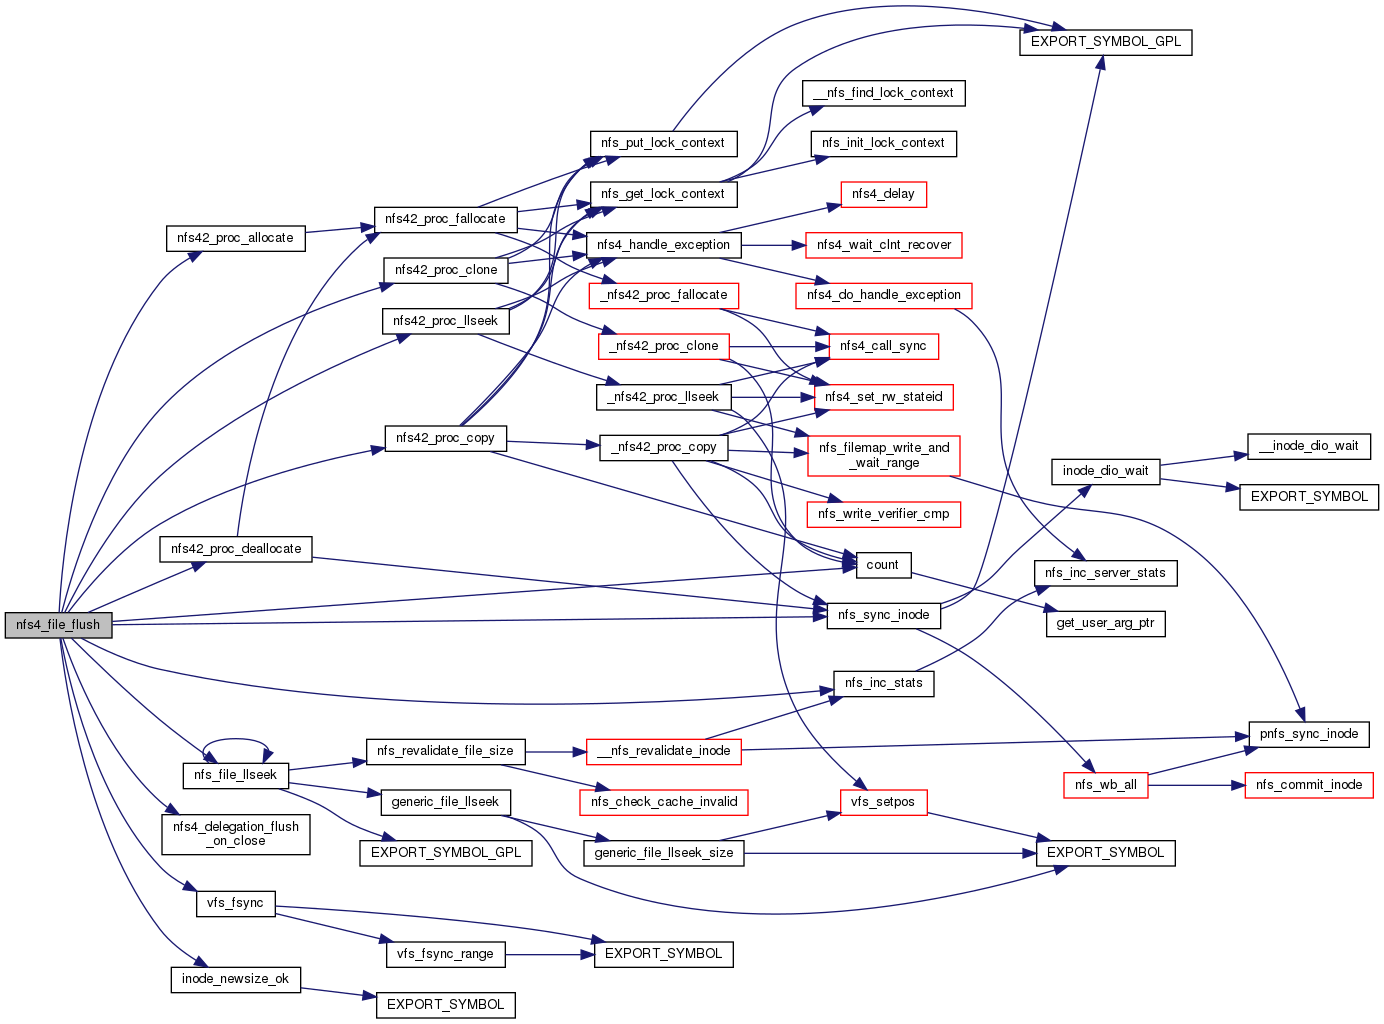 EXPORT_SYMBOL_GPL
__nfs_find_lock_context
nfs_put_lock_context
nfs_init_lock_context
nfs_get_lock_context
nfs4_delay
nfs42_proc_fallocate
nfs42_proc_allocate
nfs4_handle_exception
nfs4_wait_clnt_recover
nfs42_proc_clone
_nfs42_proc_fallocate
nfs4_do_handle_exception
nfs42_proc_llseek
_nfs42_proc_clone
nfs4_call_sync
_nfs42_proc_llseek
nfs4_set_rw_stateid
nfs42_proc_copy
_nfs42_proc_copy
nfs_filemap_write_and
_wait_range
__inode_dio_wait
inode_dio_wait
EXPORT_SYMBOL
nfs_write_verifier_cmp
nfs42_proc_deallocate
count
nfs_inc_server_stats
nfs4_file_flush
nfs_sync_inode
get_user_arg_ptr
nfs_inc_stats
pnfs_sync_inode
nfs_revalidate_file_size
__nfs_revalidate_inode
nfs_file_llseek
nfs_wb_all
nfs_commit_inode
generic_file_llseek
nfs_check_cache_invalid
vfs_setpos
nfs4_delegation_flush
_on_close
EXPORT_SYMBOL_GPL
generic_file_llseek_size
EXPORT_SYMBOL
vfs_fsync
vfs_fsync_range
EXPORT_SYMBOL
inode_newsize_ok
EXPORT_SYMBOL